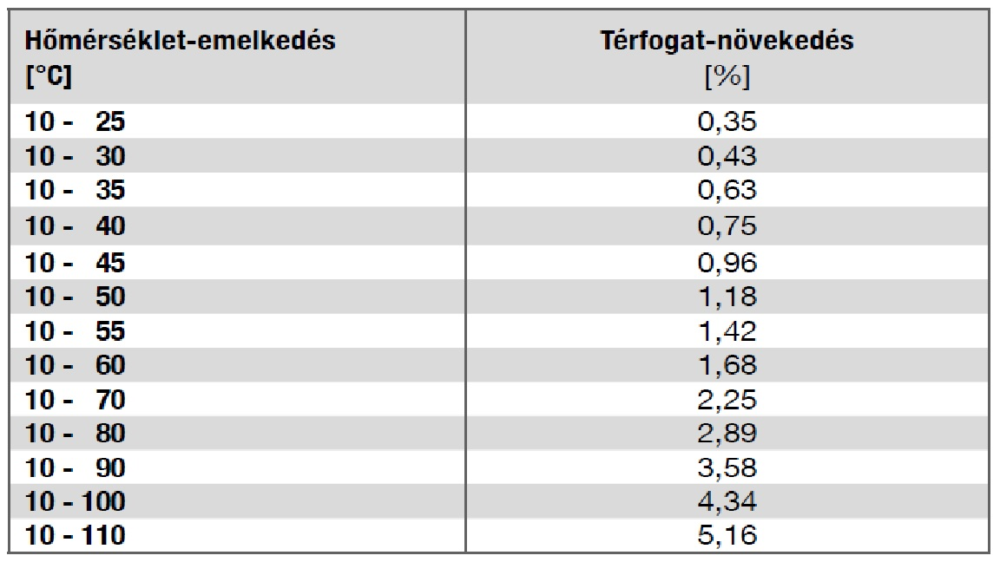 Hőmérséklet-emelkedés Térfogat-növekedés
[°C] [%]
10 - 25 0,35
10 - 30 0,43
10 - 35 0,63
10 - 40 0,75
10 - 45 0,96
10 - 50 1,18
10 - 55 1,42
10 - 60 1,68
10 - 70 2,25
10 - 80 2,89
10 - 90 3,58
10 - 100 4,34
10 - 110 5,16